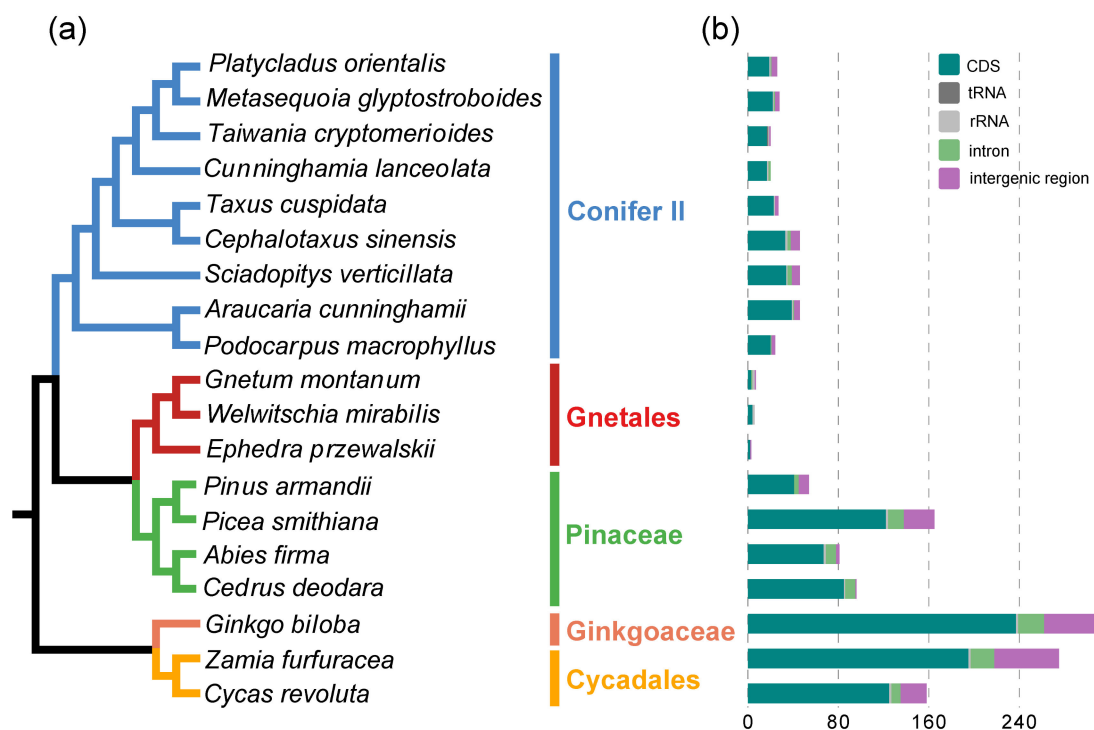 (a)
Platycladus orientalis
Metasequoia glyptostroboides
Taiwania cryptomerioides
Cunninghamia lanceolata
Taxus cuspidata
Cephalotaxus sinensis
Sciadopitys verticillata
Araucaria cunninghamii
Podocarpus macrophyllus
Gnetum montanum
Welwitschia mirabilis
Ephedra przewalskii
Pinus armandii
Picea smithiana
Abies firma
Cedrus deodara
Ginkgo biloba
Zamia furfuracea
Cycas revoluta
Conifer II
Gnetales
Pinaceae
Ginkgoaceae
Cycadales
(b)
CDS
tRNA
rRNA
intron
intergenic region
0 80 160 240